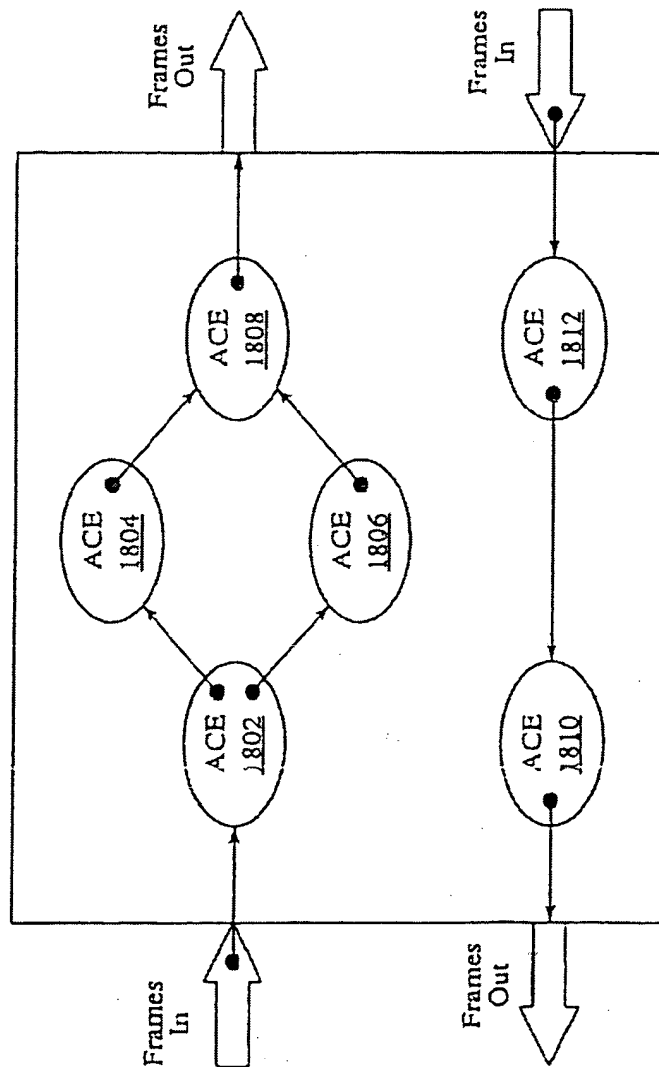 ACE
1804
Frames
In
Frames
Out
ACE
1802
ACE
1808
ACE
1806
Frames
Out
Frames
In
ACE
1810
ACE
1812